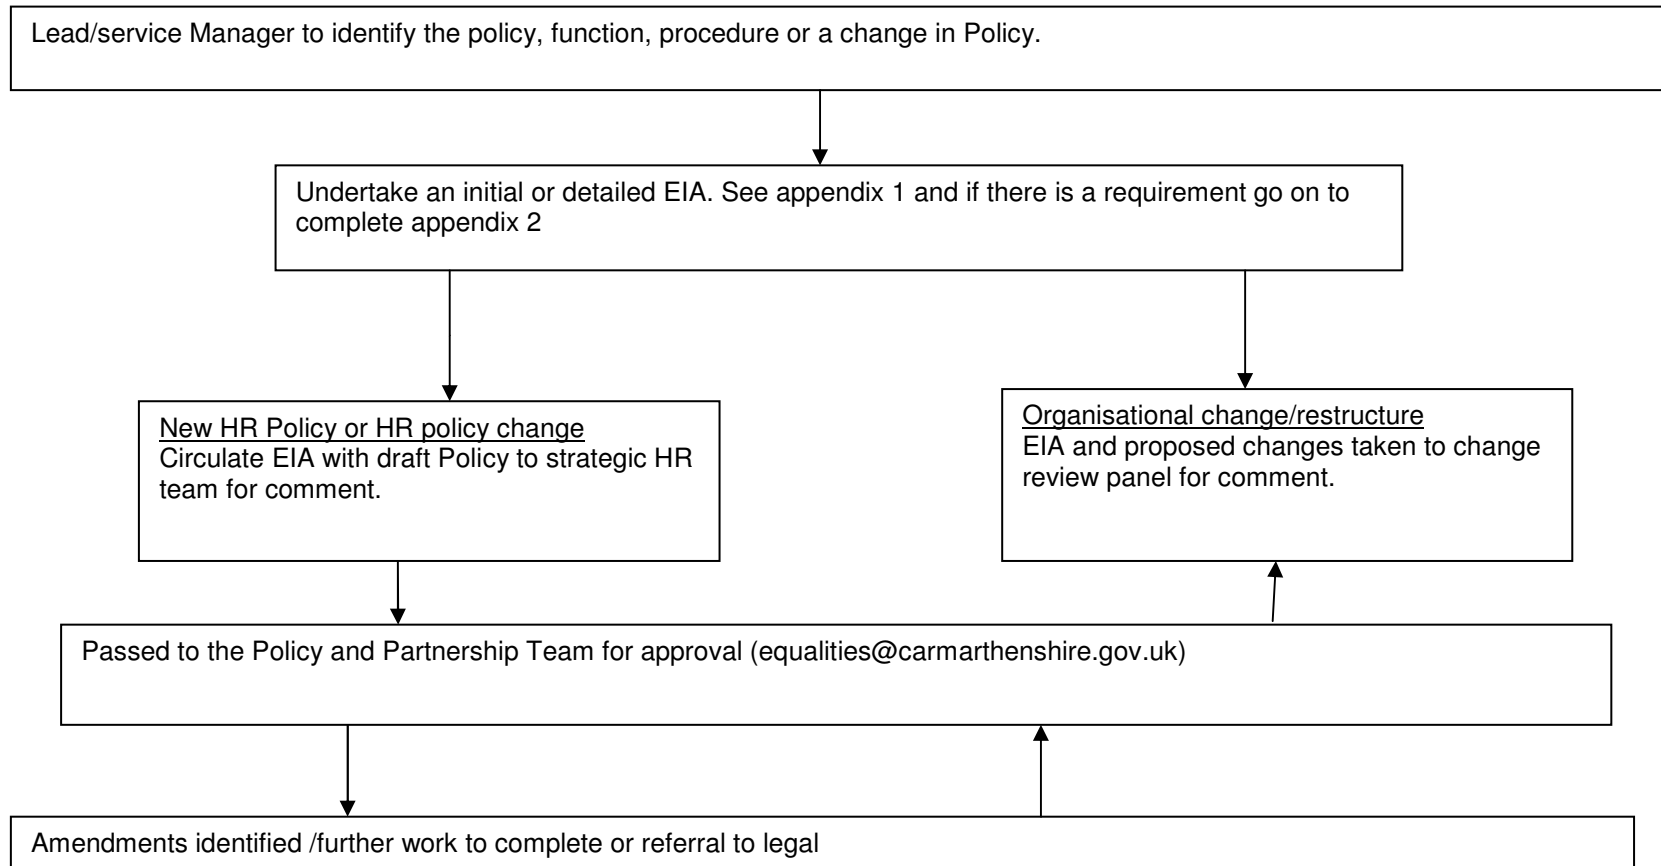 Lead/service Manager to identify the policy, function, procedure or a change in Policy.
Undertake an initial or detailed EIA. See appendix 1 and if there is a requirement go on to
complete appendix 2
New HR Policy or HR policy change
Circulate EIA with draft Policy to strategic HR
team for comment.
Organisational change/restructure
EIA and proposed changes taken to change
review panel for comment.
Passed to the Policy and Partnership Team for approval (equalities@carmarthenshire.gov.uk)
Amendments identified /further work to complete or referral to legal